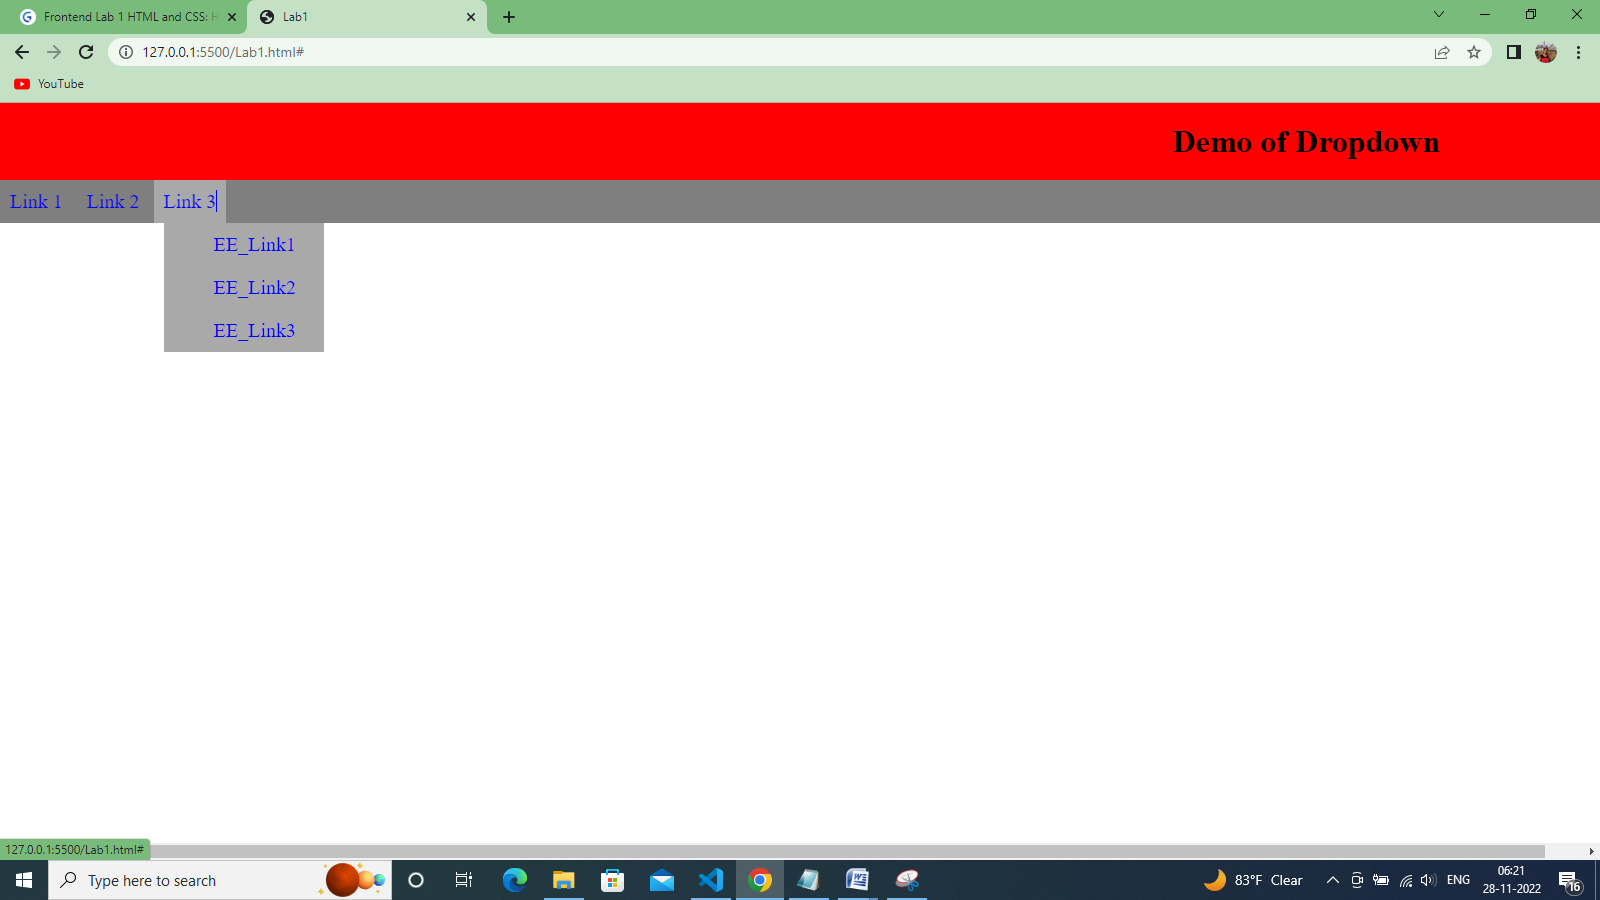 Frontend Lab 1 HTML and CSS: H
Lab1
127.0.0.1:5500/Lab1.html#
YouTube
Demo of Dropdown
Link 1 Link 2 Link 3
EE_Link1
EE_Link2
EE_Link3
127.0.0.1:5500/Lab1.html#
Type here to search
83°F Clear
ENG
06:21
28-11-2022
16